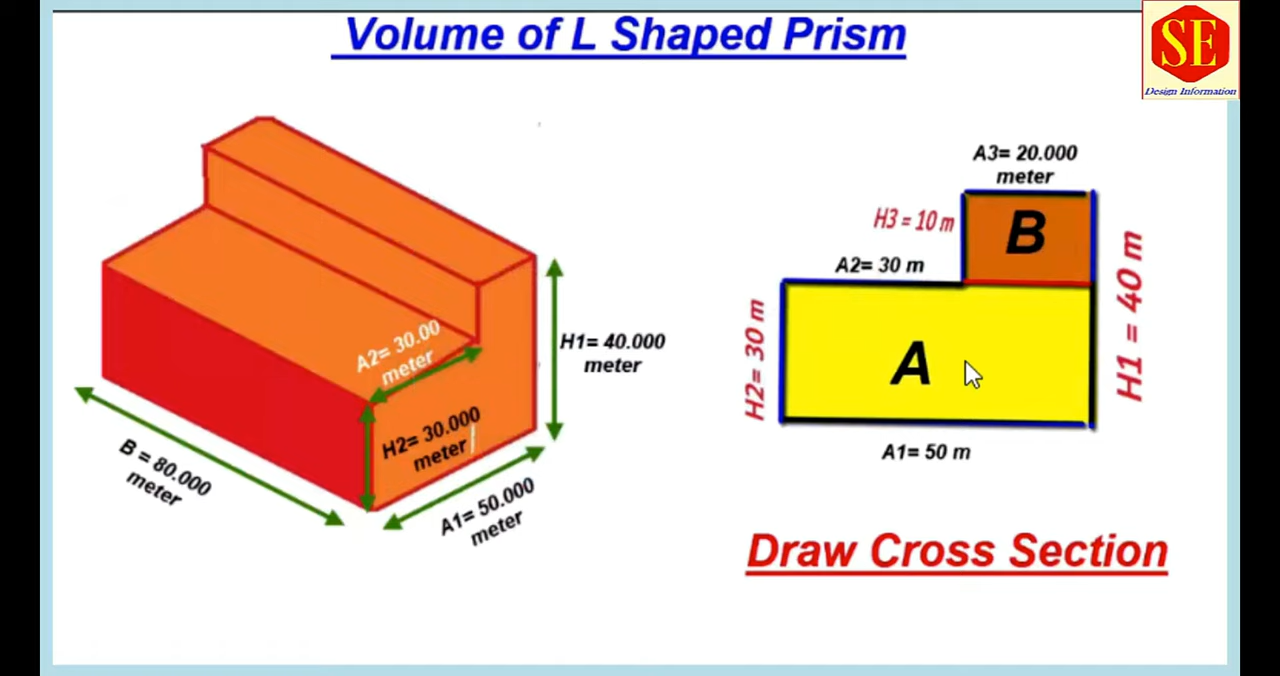 Volume of L Shaped Prism
SE
Design Information
A2= 30.00
meter
H1= 40.000
meter
H2= 30.000
meter
B = 80.000
meter
A1= 50.000
meter
A3= 20.000
meter
H3 = 10 m
B
A2= 30 m
H2= 30 m
A
H1 = 40 m
A1= 50 m
Draw Cross Section